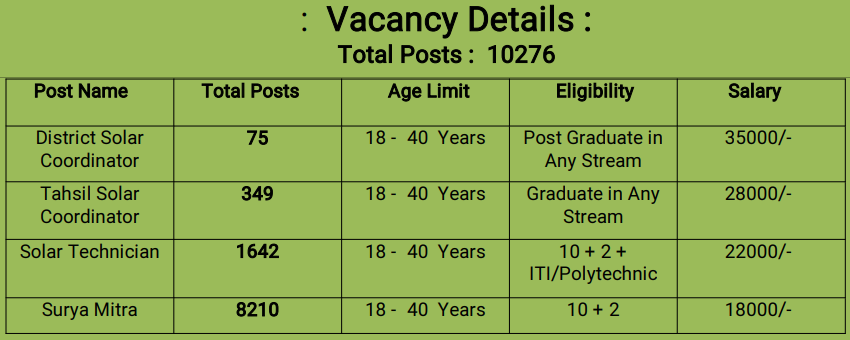 : Vacancy Details :
Total Posts : 10276
Post Name Total Posts Age Limit Eligibility Salary
District Solar 75 18 - 40 Years Post Graduate in 35000/-
Coordinator Any Stream
Tahsil Solar 349 18 - 40 Years Graduate in Any 28000/-
Coordinator Stream
Solar Technician 1642 18 - 40 Years 10 + 2 + 22000/-
ITI/Polytechnic
Surya Mitra 8210 18 - 40 Years 10 + 2 18000/-